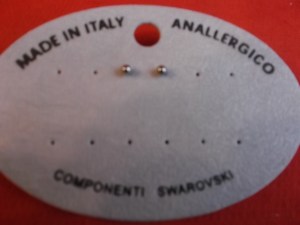 MADE IN ITALY ANALLERGICO
COMPONENTI SWAROVSKI